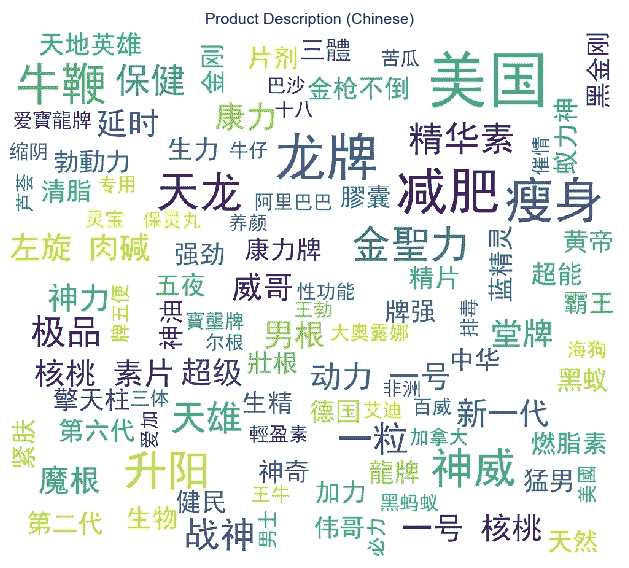 Product Description (Chinese)
天地英雄
片剂
三體
苦瓜
美国
黑金刚
牛鞭
保健
金刚
巴沙
金枪不倒
十八
爱寶龍牌
延时
康力
精华素
蚁力神
催情
缩阴
勃動力
生力
牛仔
龙牌
减肥
瘦身
芦荟
清脂
专用
天龙
阿里巴巴
膠囊
灵宝
保灵丸
养颜
左旋
肉碱
强劲
康力牌
金聖力
蓝精灵
黄帝
五夜
威哥
性功能
精片
超能
神力
牌五便
神油
寶龗牌
王勃
牌强
排毒
霸王
极品
尔根
男根
大奥露娜
堂牌
海狗
核桃
素片
超级
壯根
动力
非洲
一号
中华
黑蚁
擎天柱
三体
生精
德国
艾迪
百威
新一代
紧肤
第六代
爱加
天雄
輕盈素
一粒
加拿大
燃脂素
魔根
升阳
神奇
龍牌
神威
猛男
美國
健民
王牛
加力
黑蚂蚁
第二代
生物
战神
男士
伟哥
必力
一号
核桃
天然